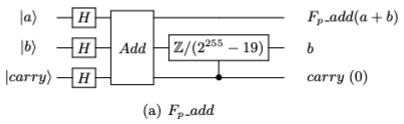 |a⟩ H F_p_add(a + b)
|b⟩ H Add ℤ/(2^255 − 19) b
|carry⟩ H carry (0)
(a) F_p_add